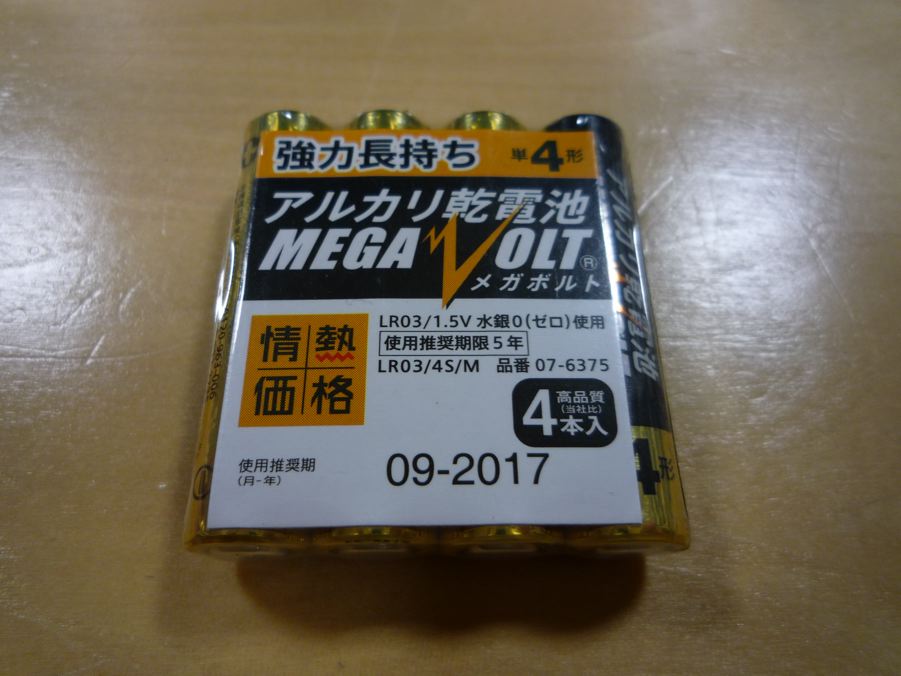 強力長持ち 単4形
アルカリ乾電池
MEGA VOLT®
メガボルト
情熱
価格
LR03/1.5V 水銀0(ゼロ)使用
使用推奨期限5年
LR03/4S/M 品番 07-6375
高品質
(当社比)
4本入
使用推奨期
(月-年)
09-2017
4形